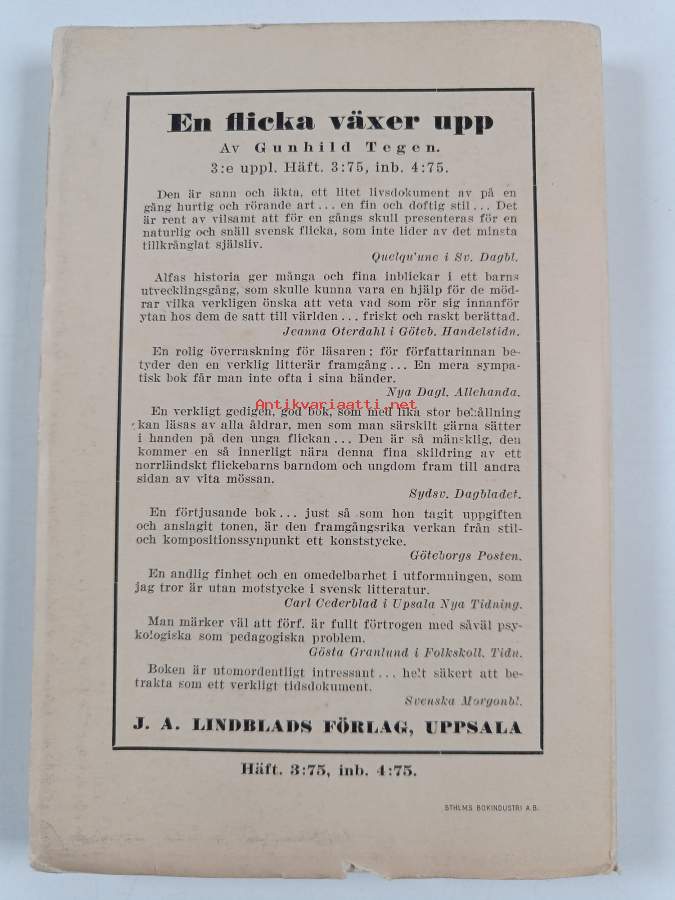 En flicka växer upp
Av Gunhild Tegen.
3:e uppl. Häft. 3:75, inb. 4:75.
Den är sann och äkta, ett litet livsdokument av på en
gång hurtig och rörande art... en fin och doftig stil... Det
är rent av vilsamt att för en gångs skull presenteras för en
naturlig och snäll svensk flicka, som inte lider av det minsta
tillkrånglat själsliv.
Quelqu'une i Sv. Dagbl.
Alfas historia ger många och fina inblickar i ett barns
utvecklingsgång, som skulle kunna vara en hjälp för de möd-
rar vilka verkligen önska att veta vad som rör sig innanför
ytan hos dem de satt till världen... friskt och raskt berättad.
Jeanna Oterdahl i Göteb. Handelstidn.
En rolig överraskning för läsaren; för författarinnan be-
tyder den en verklig litterär framgång... En mera sympa-
tisk bok får man inte ofta i sina händer.
Nya Dagl. Allehanda.
Antikvariaatti.net
En verkligt gedigen, god bok, som med lika stor behållning
kan läsas av alla åldrar, men som man särskilt gärna sätter
i handen på den unga flickan... Den är så mänsklig, den
kommer en så innerligt nära denna fina skildring av ett
norrländskt flickebarns barndom och ungdom fram till andra
sidan av vita mössan.
Sydsv. Dagbladet.
En förtjusande bok... just så som hon tagit uppgiften
och anslagit tonen, är den framgångsrika verkan från stil-
och kompositionssynpunkt ett konststycke.
Göteborgs Posten.
En andlig finhet och en omedelbarhet i utformningen, som
jag tror är utan motstycke i svensk litteratur.
Carl Cederblad i Upsala Nya Tidning.
Man märker väl att förf. är fullt förtrogen med såväl psy-
kologiska som pedagogiska problem.
Gösta Granlund i Folkskoll. Tidn.
Boken är utomordentligt intressant... helt säkert att be-
trakta som ett verkligt tidsdokument.
Svenska Morgonbl.
J. A. LINDBLADS FÖRLAG, UPPSALA
Häft. 3:75, inb. 4:75.
STHLMS BOKINDUSTRI A.B.